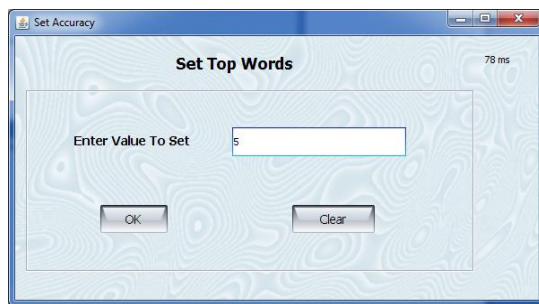 Set Accuracy
Set Top Words
78 ms
Enter Value To Set
5
OK
Clear